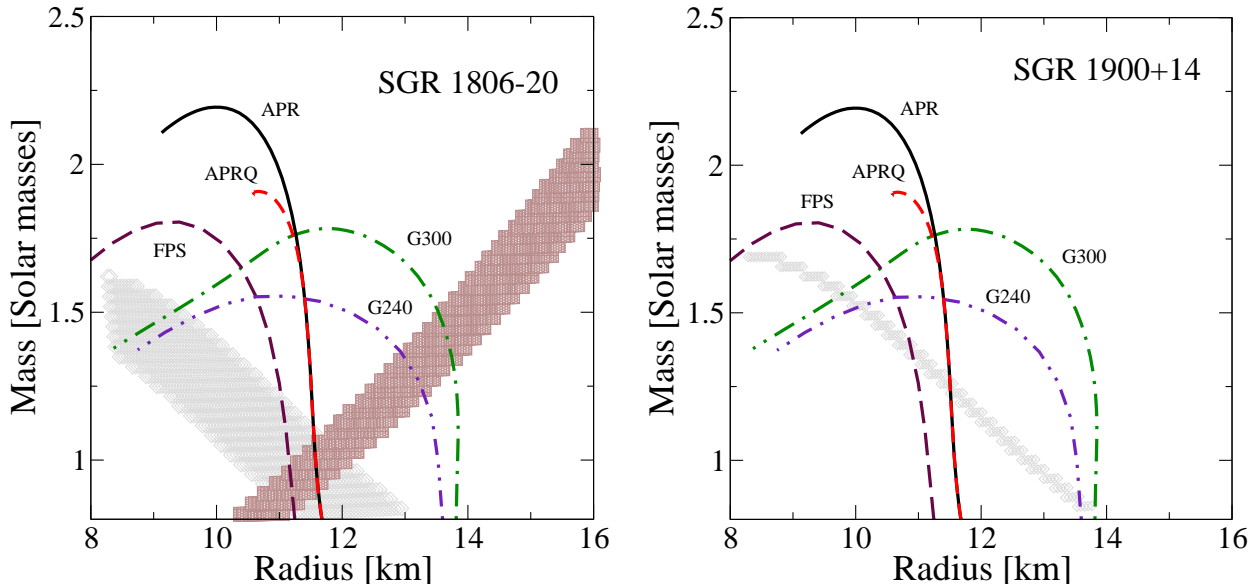 2.5
SGR 1806-20
APR
2
APRQ
FPS
G300
1.5
G240
1
8
10
12
14
16
Radius [km]
Mass [Solar masses]
2.5
SGR 1900+14
APR
2
APRQ
FPS
G300
1.5
G240
1
8
10
12
14
16
Radius [km]
Mass [Solar masses]